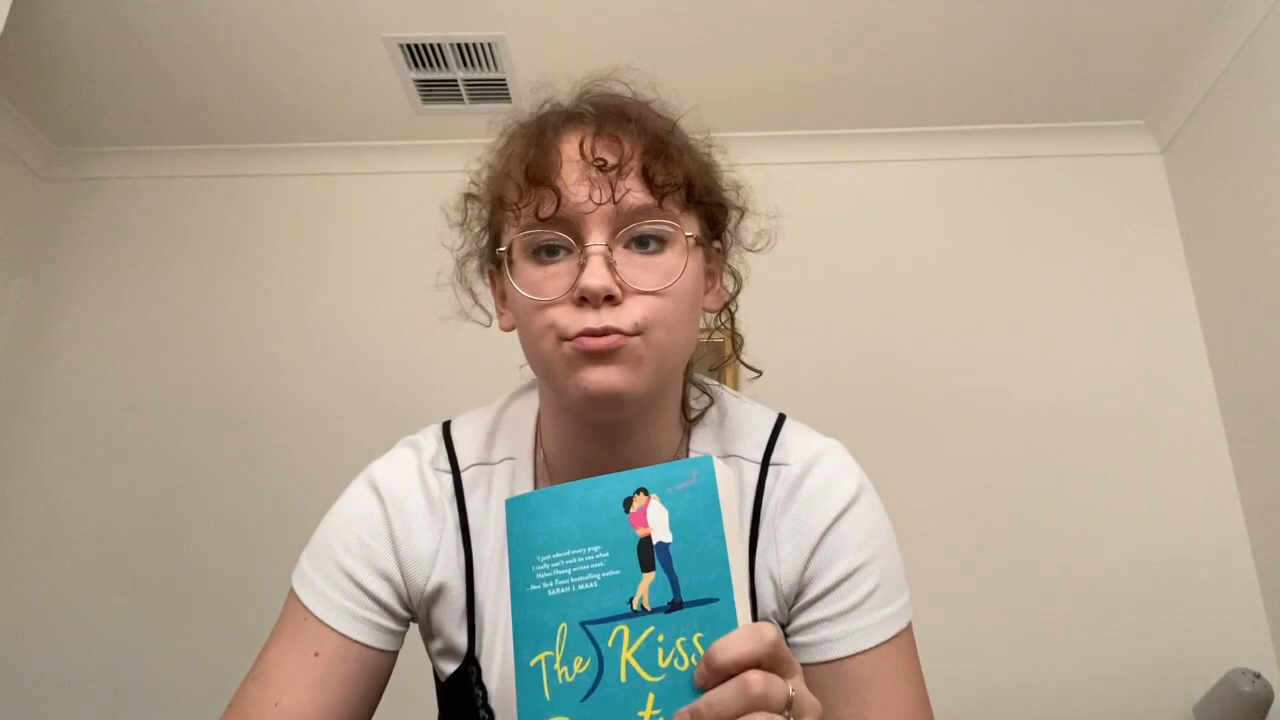 a novel
"I just adored every page.
I really can't wait to see what
Helen Hoang writes next."
—New York Times bestselling author
SARAH J. MAAS
The Kiss